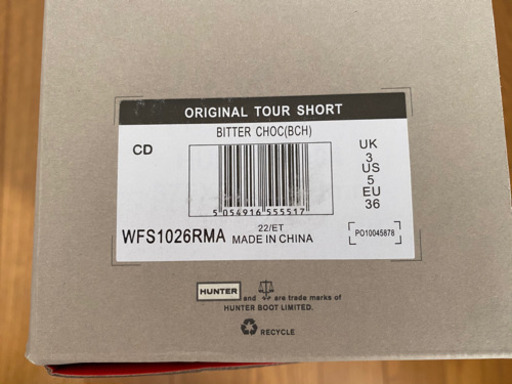 ORIGINAL TOUR SHORT
BITTER CHOC(BCH)
CD
UK
3
US
5
EU
36
5 054916 555517
WFS1026RMA
22/ET
MADE IN CHINA
PO10045878
HUNTER and are trade marks of
HUNTER BOOT LIMITED.
RECYCLE